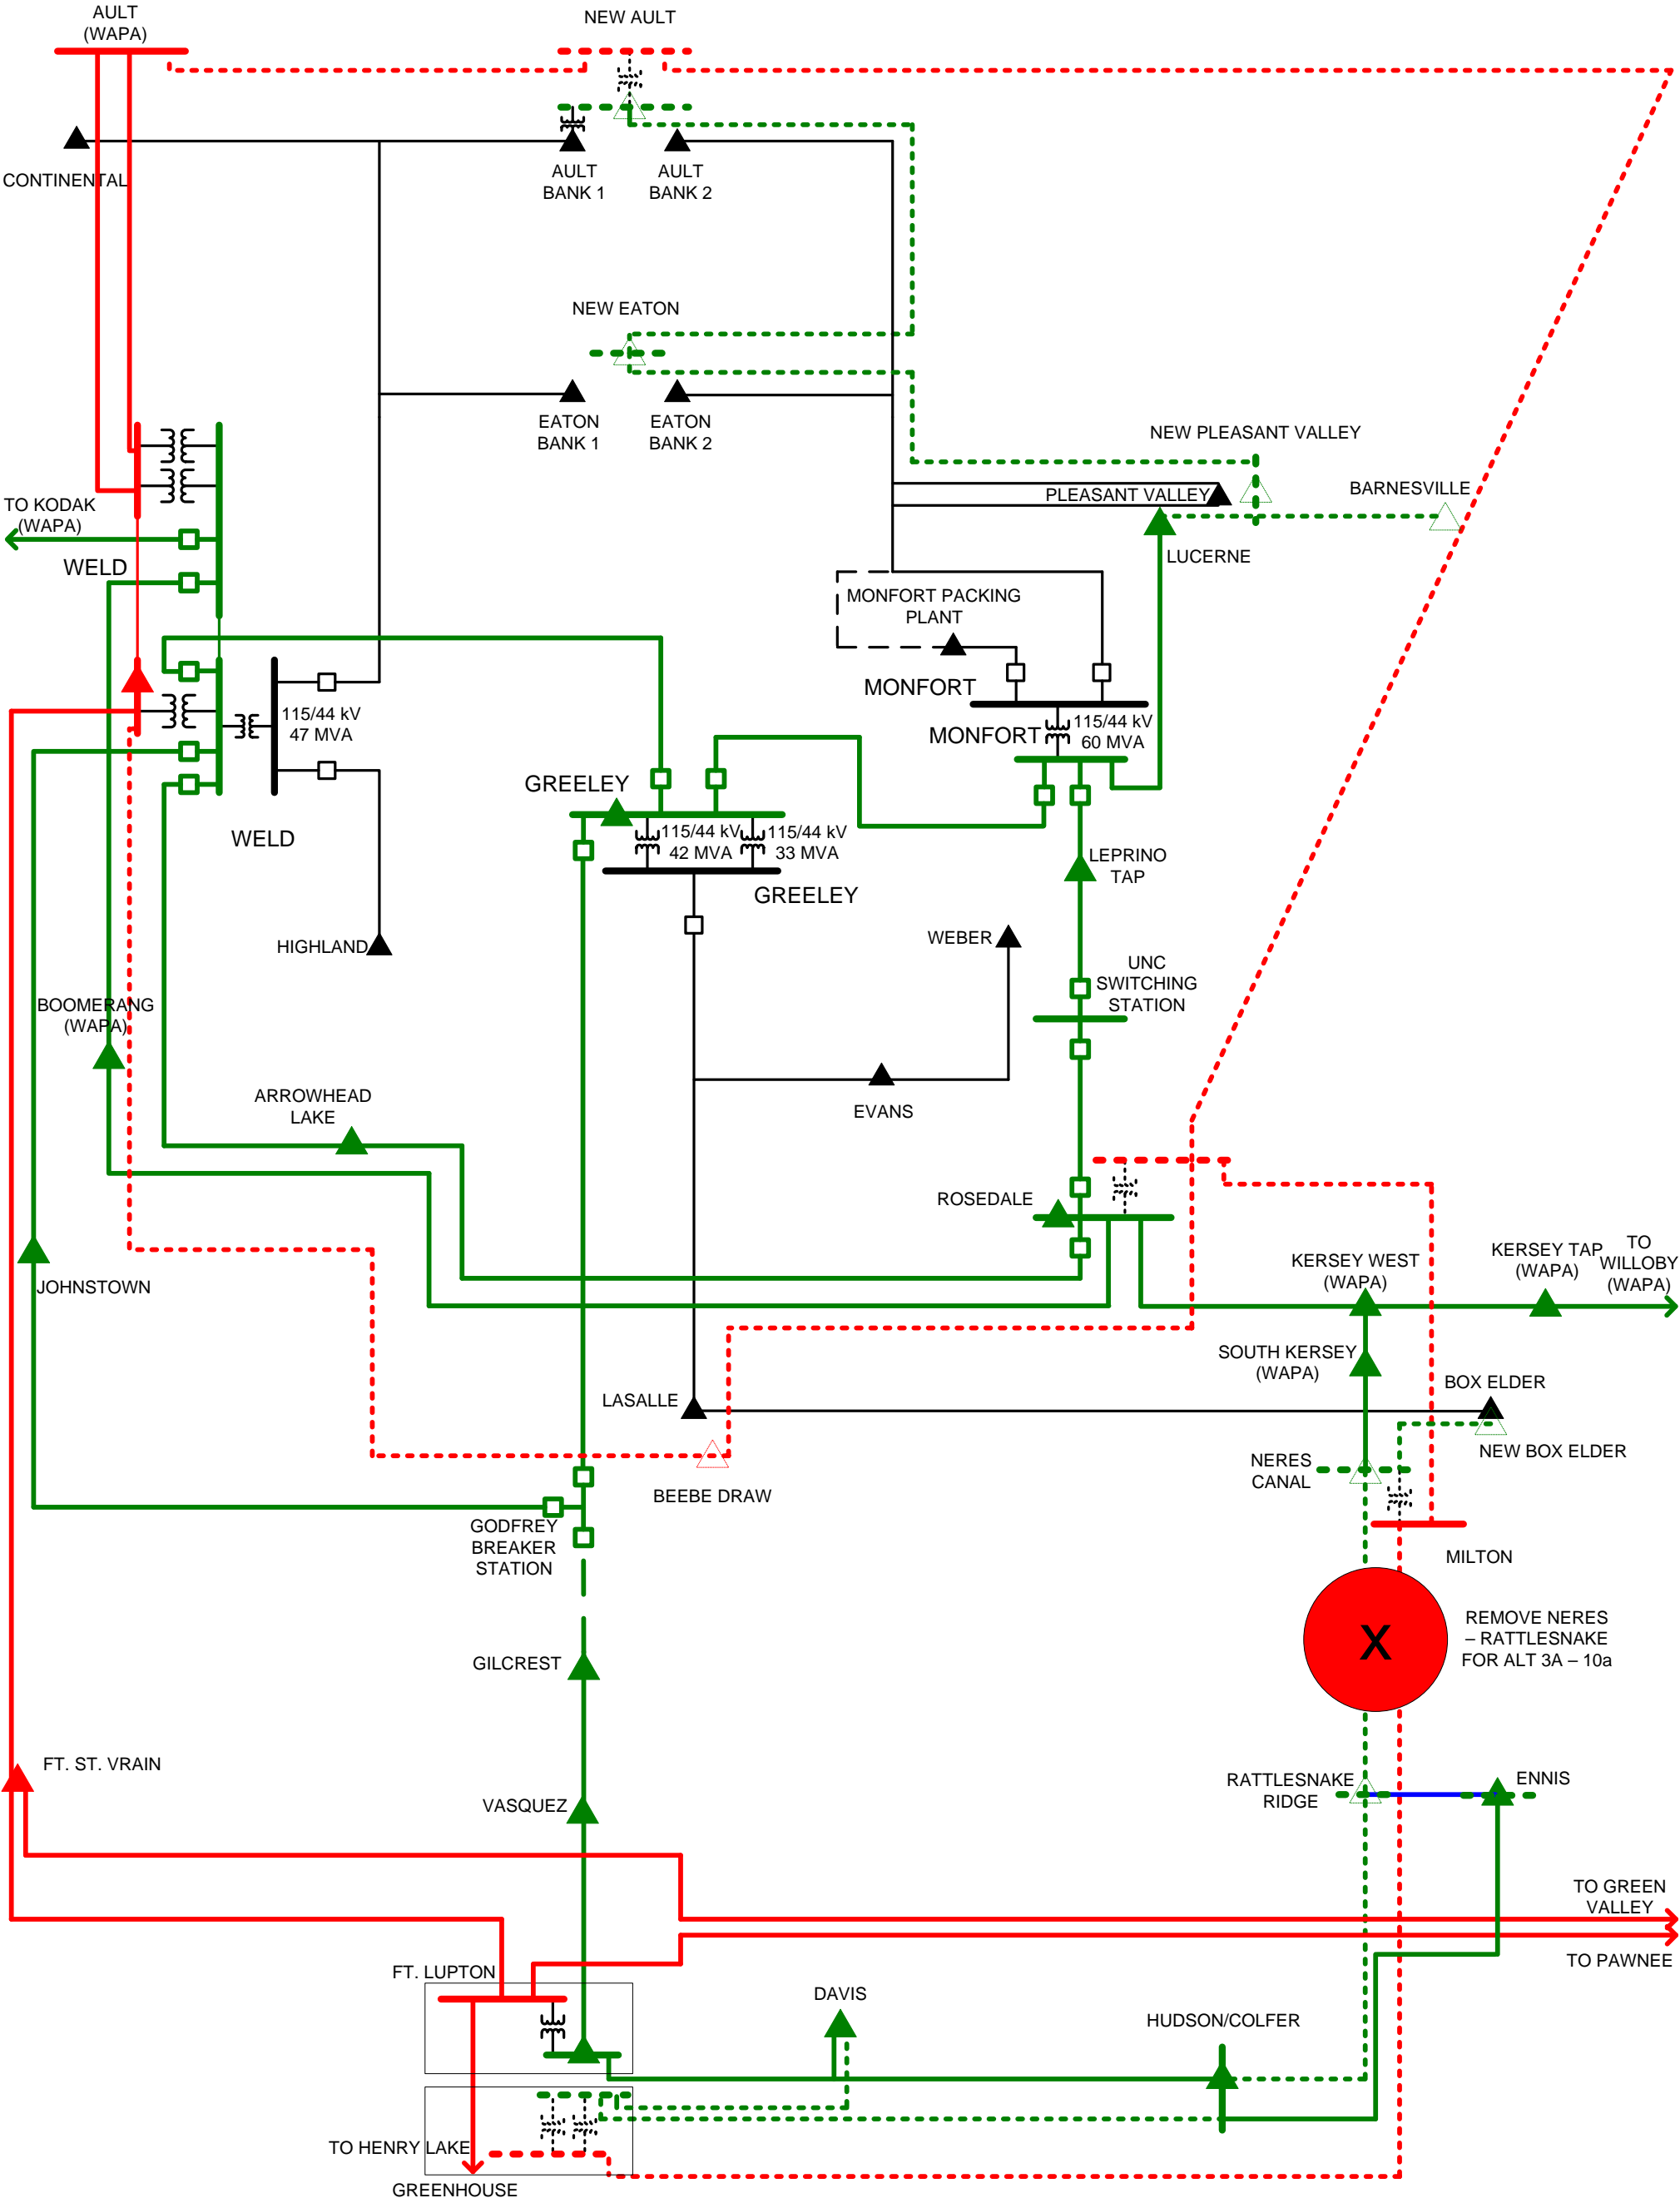 AULT
(WAPA)
NEW AULT
CONTINENTAL
AULT
BANK 1
AULT
BANK 2
NEW EATON
EATON
BANK 1
EATON
BANK 2
NEW PLEASANT VALLEY
PLEASANT VALLEY
BARNESVILLE
TO KODAK
(WAPA)
WELD
LUCERNE
MONFORT PACKING
PLANT
MONFORT
115/44 kV
47 MVA
MONFORT
115/44 kV
60 MVA
GREELEY
WELD
115/44 kV
42 MVA
115/44 kV
33 MVA
GREELEY
LEPRINO
TAP
HIGHLAND
WEBER
UNC
SWITCHING
STATION
BOOMERANG
(WAPA)
ARROWHEAD
LAKE
EVANS
ROSEDALE
JOHNSTOWN
KERSEY WEST
(WAPA)
KERSEY TAP
(WAPA)
TO
WILLOBY
(WAPA)
SOUTH KERSEY
(WAPA)
LASALLE
BOX ELDER
NEW BOX ELDER
NERES
CANAL
BEEBE DRAW
GODFREY
BREAKER
STATION
MILTON
X
REMOVE NERES
– RATTLESNAKE
FOR ALT 3A – 10a
GILCREST
FT. ST. VRAIN
VASQUEZ
RATTLESNAKE
RIDGE
ENNIS
TO GREEN
VALLEY
TO PAWNEE
FT. LUPTON
DAVIS
HUDSON/COLFER
TO HENRY LAKE
GREENHOUSE